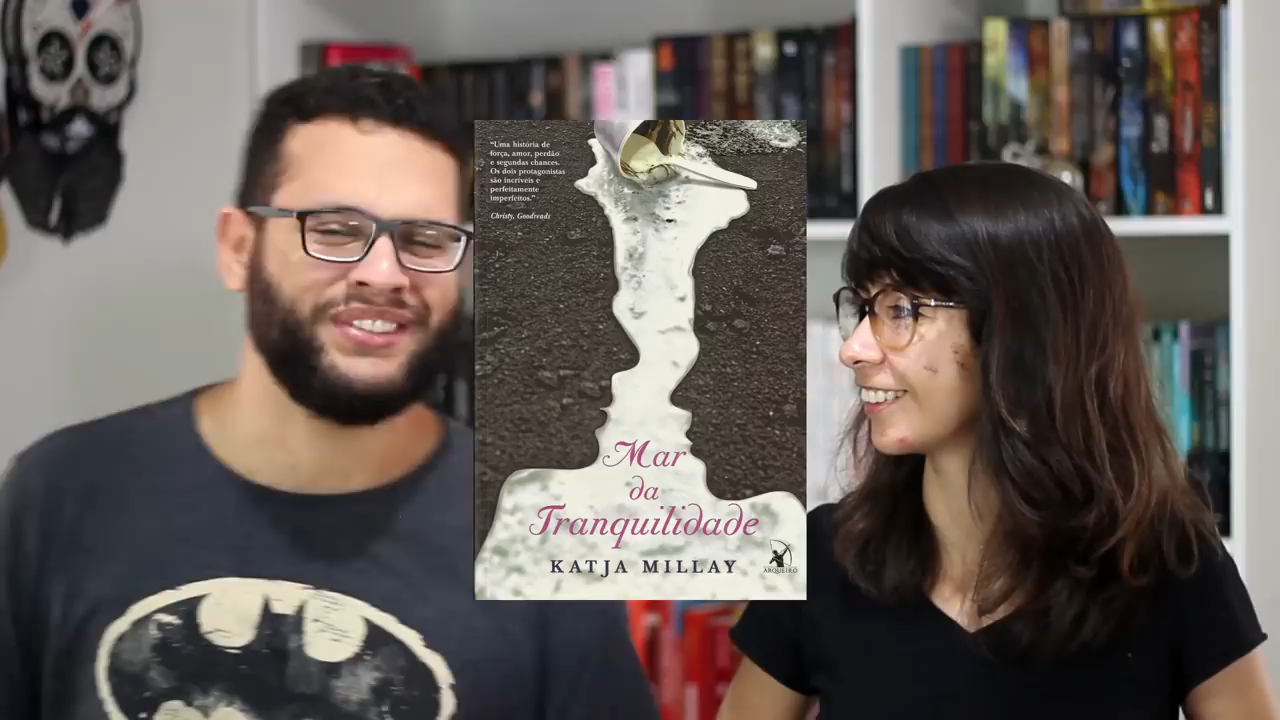 “Uma história de
força, amor, perdão
e segundas chances.
Os dois protagonistas
são incríveis e
perfeitamente
imperfeitos.”
Christy, Goodreads
Mar
da
Tranquilidade
KATJA MILLAY
ARQUEIRO